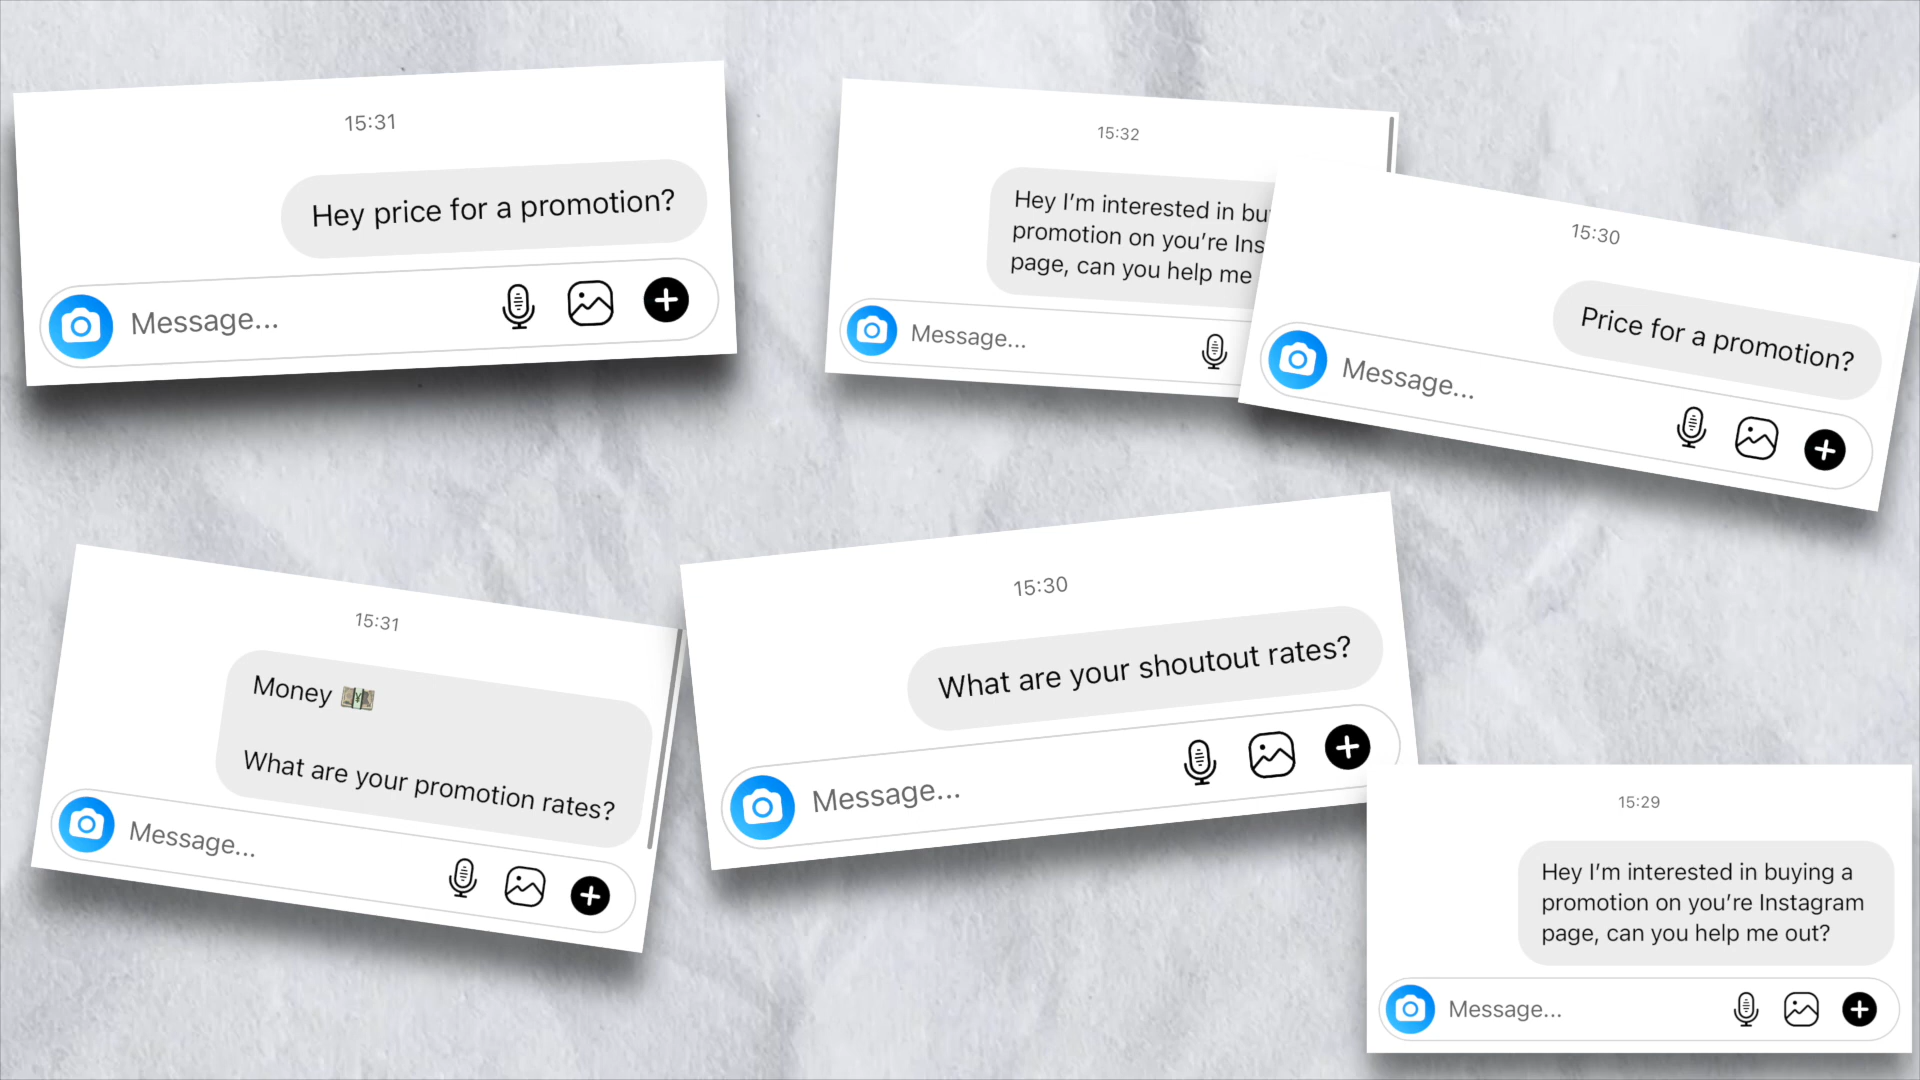 15:31
Hey price for a promotion?
Message...
15:32
Hey I'm interested in
promotion on you're
page, can you help me
Message...
15:30
Price for a promotion?
Message...
15:31
Money 💴
What are your promotion rates?
Message...
15:30
What are your shoutout rates?
Message...
15:29
Hey I'm interested in buying a
promotion on you're Instagram
page, can you help me out?
Message...